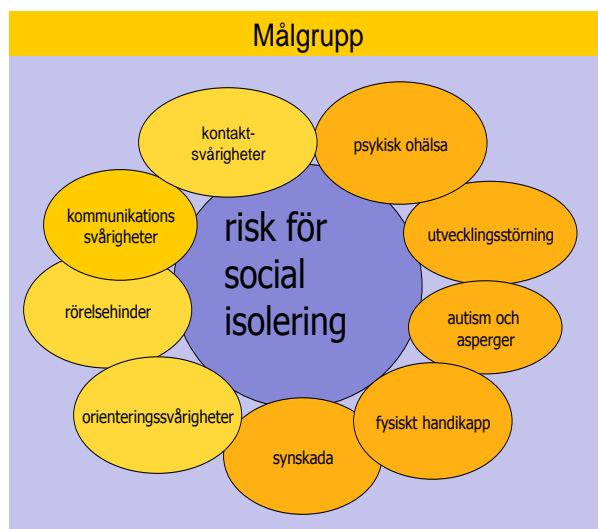 Målgrupp
kontakt-
svårigheter
psykisk ohälsa
kommunikations
svårigheter
risk för
social
isolering
utvecklingsstörning
rörelsehinder
autism och
asperger
orienteringssvårigheter
fysiskt handikapp
synskada